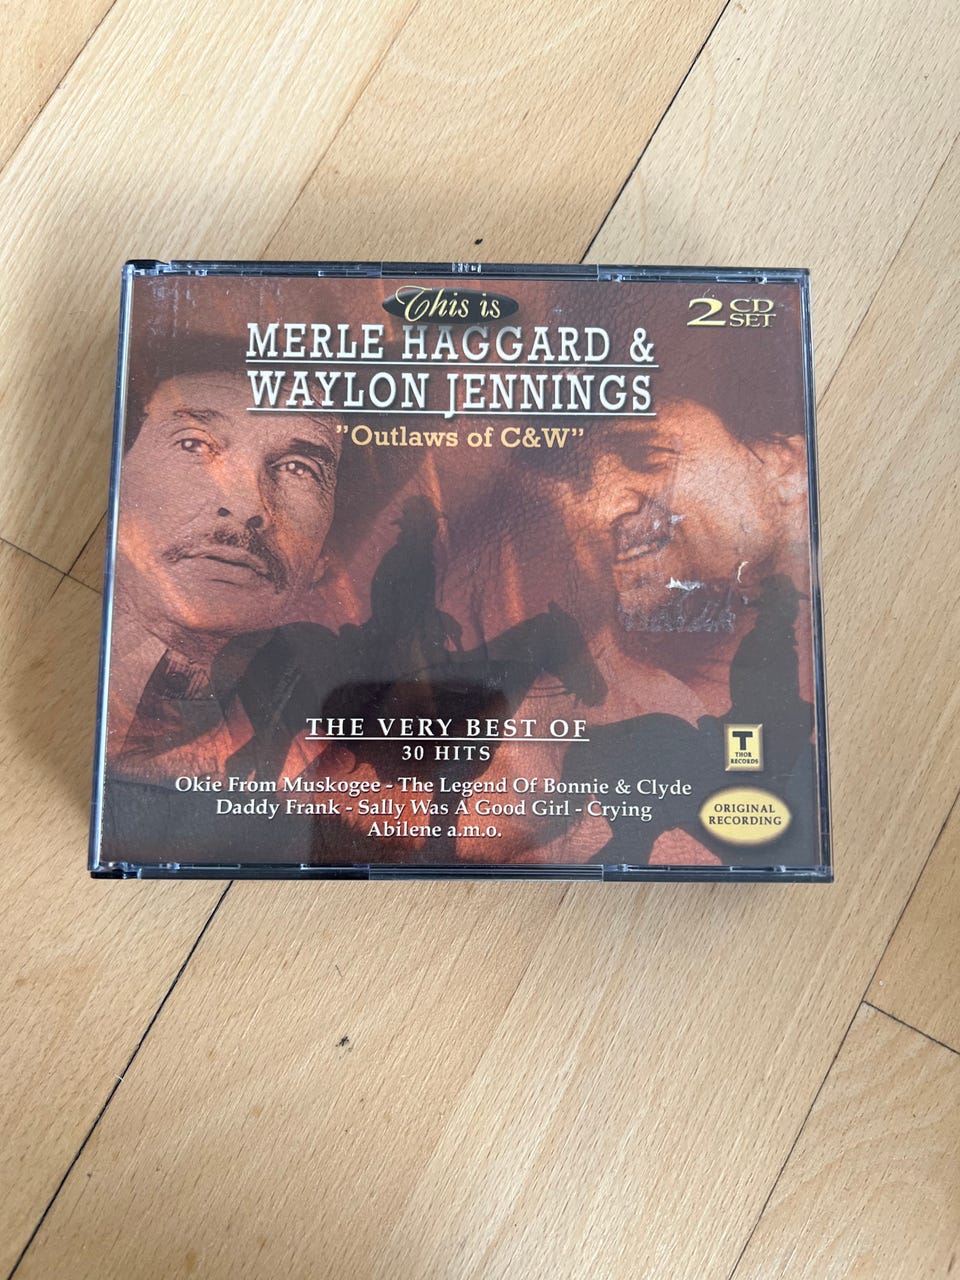 This is
2 CD
SET
MERLE HAGGARD &
WAYLON JENNINGS
"Outlaws of C&W"
THE VERY BEST OF
30 HITS
Okie From Muskogee - The Legend Of Bonnie & Clyde
Daddy Frank - Sally Was A Good Girl - Crying
Abilene a.m.o.
T
THOR
RECORDS
ORIGINAL
RECORDING